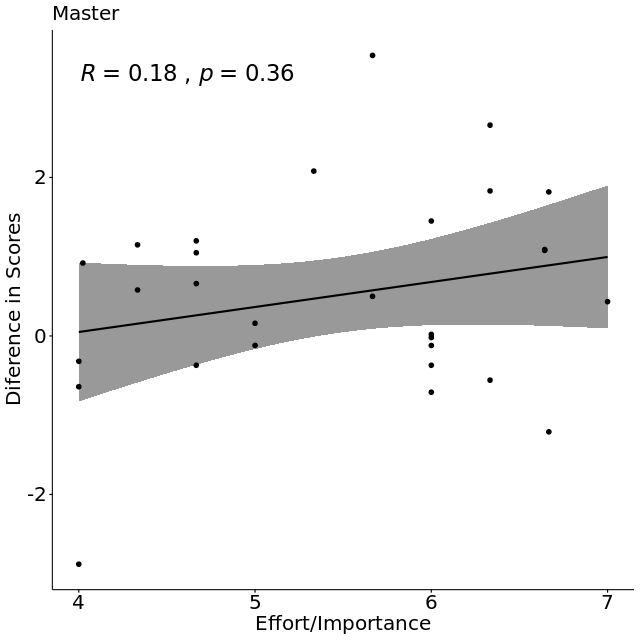 Master
R = 0.18 , p = 0.36
Diference in Scores
2
0
-2
4 5 6 7
Effort/Importance